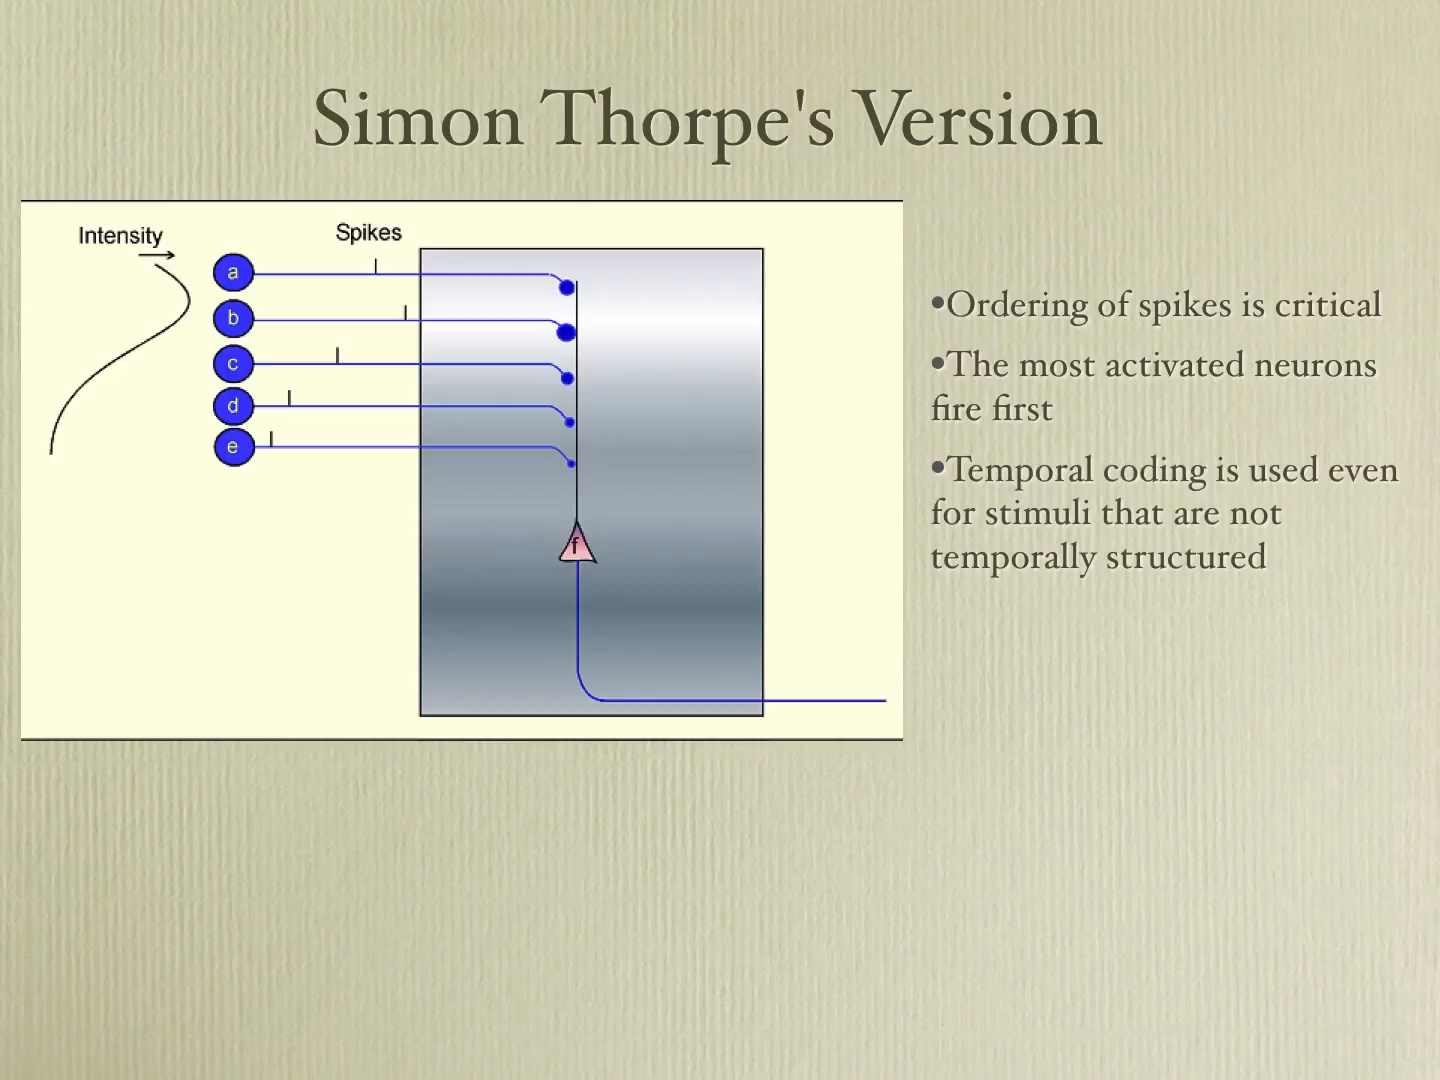 Simon Thorpe's Version
Intensity
Spikes
a
b
c
d
e
f
•Ordering of spikes is critical
•The most activated neurons
fire first
•Temporal coding is used even
for stimuli that are not
temporally structured